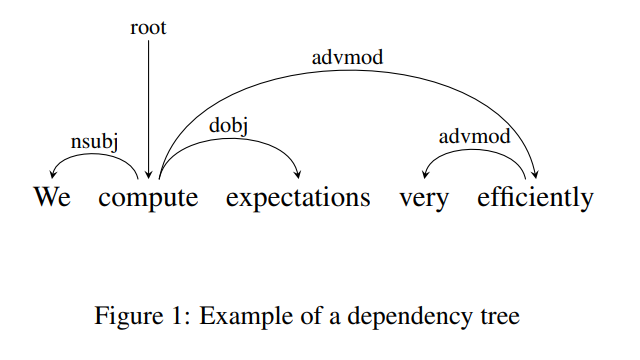 root
advmod
dobj
nsubj
advmod
We compute expectations very efficiently
Figure 1: Example of a dependency tree